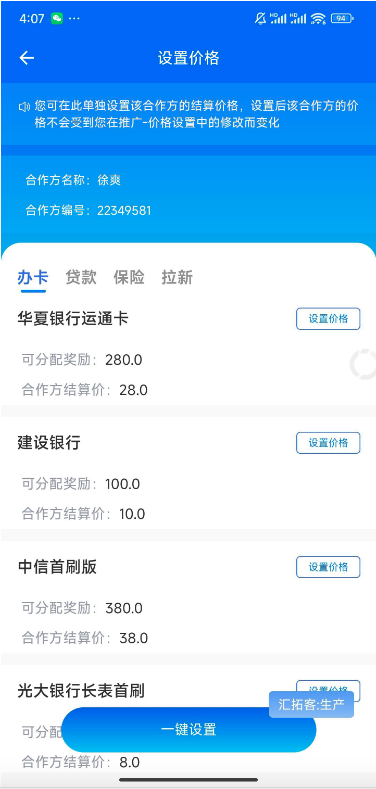 4:07 ··· HD HD 94
设置价格
您可在此单独设置该合作方的结算价格，设置后该合作方的价
格不会受到您在推广-价格设置中的修改而变化
合作方名称：徐爽
合作方编号：22349581
办卡 贷款 保险 拉新
华夏银行运通卡 设置价格
可分配奖励：280.0
合作方结算价：28.0
建设银行 设置价格
可分配奖励：100.0
合作方结算价：10.0
中信首刷版 设置价格
可分配奖励：380.0
合作方结算价：38.0
光大银行长表首刷 设置价格
汇拓客:生产
可分配
一键设置
合作方结算价：8.0